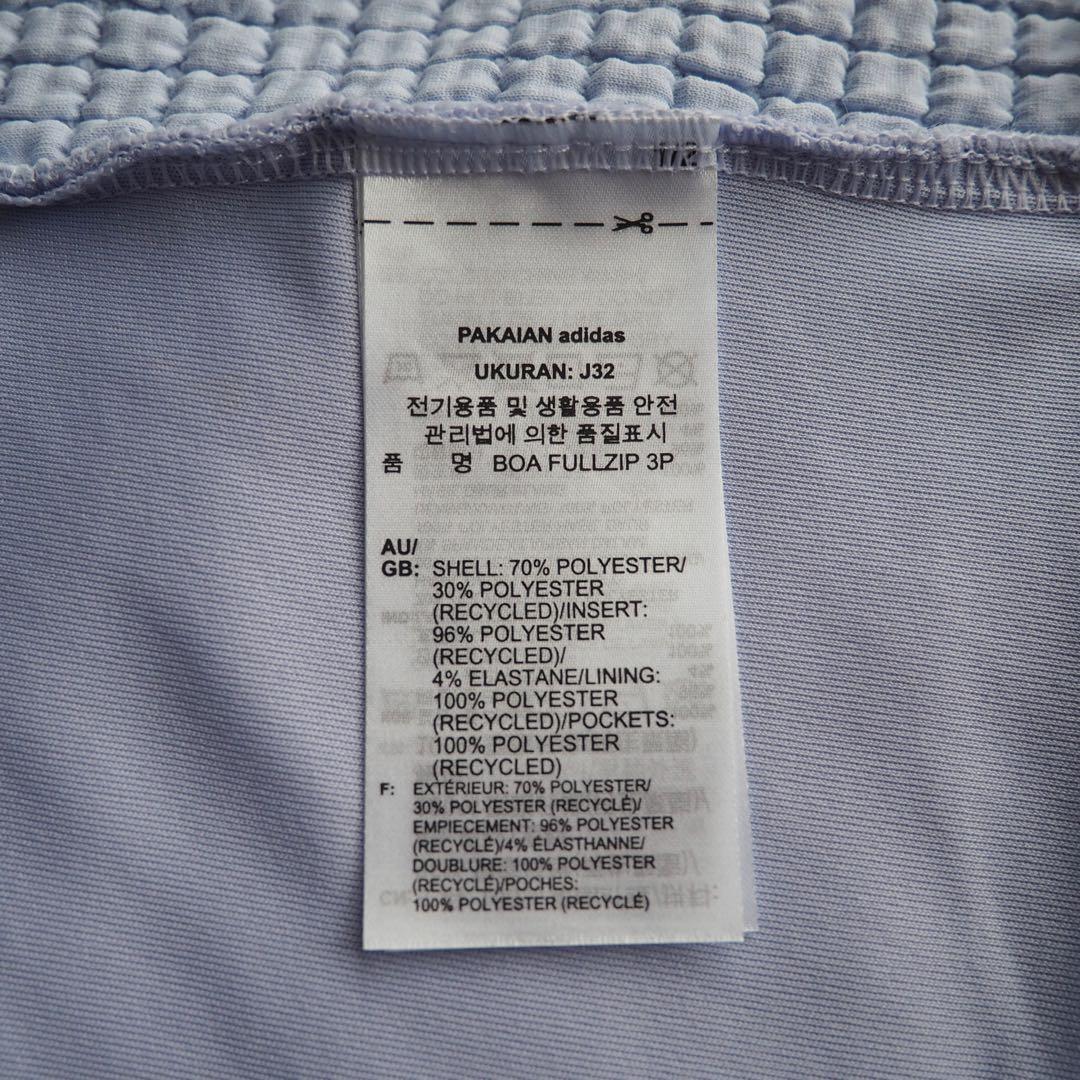 PAKAIAN adidas
UKURAN: J32
전기용품 및 생활용품 안전
관리법에 의한 품질표시
품 명 BOA FULLZIP 3P
AU/
GB: SHELL: 70% POLYESTER/
30% POLYESTER
(RECYCLED)/INSERT:
96% POLYESTER
(RECYCLED)/
4% ELASTANE/LINING:
100% POLYESTER
(RECYCLED)/POCKETS:
100% POLYESTER
(RECYCLED)
F: EXTÉRIEUR: 70% POLYESTER/
30% POLYESTER (RECYCLÉ)/
EMPIECEMENT: 96% POLYESTER
(RECYCLÉ)/4% ÉLASTHANNE/
DOUBLURE: 100% POLYESTER
(RECYCLÉ)/POCHES:
100% POLYESTER (RECYCLÉ)